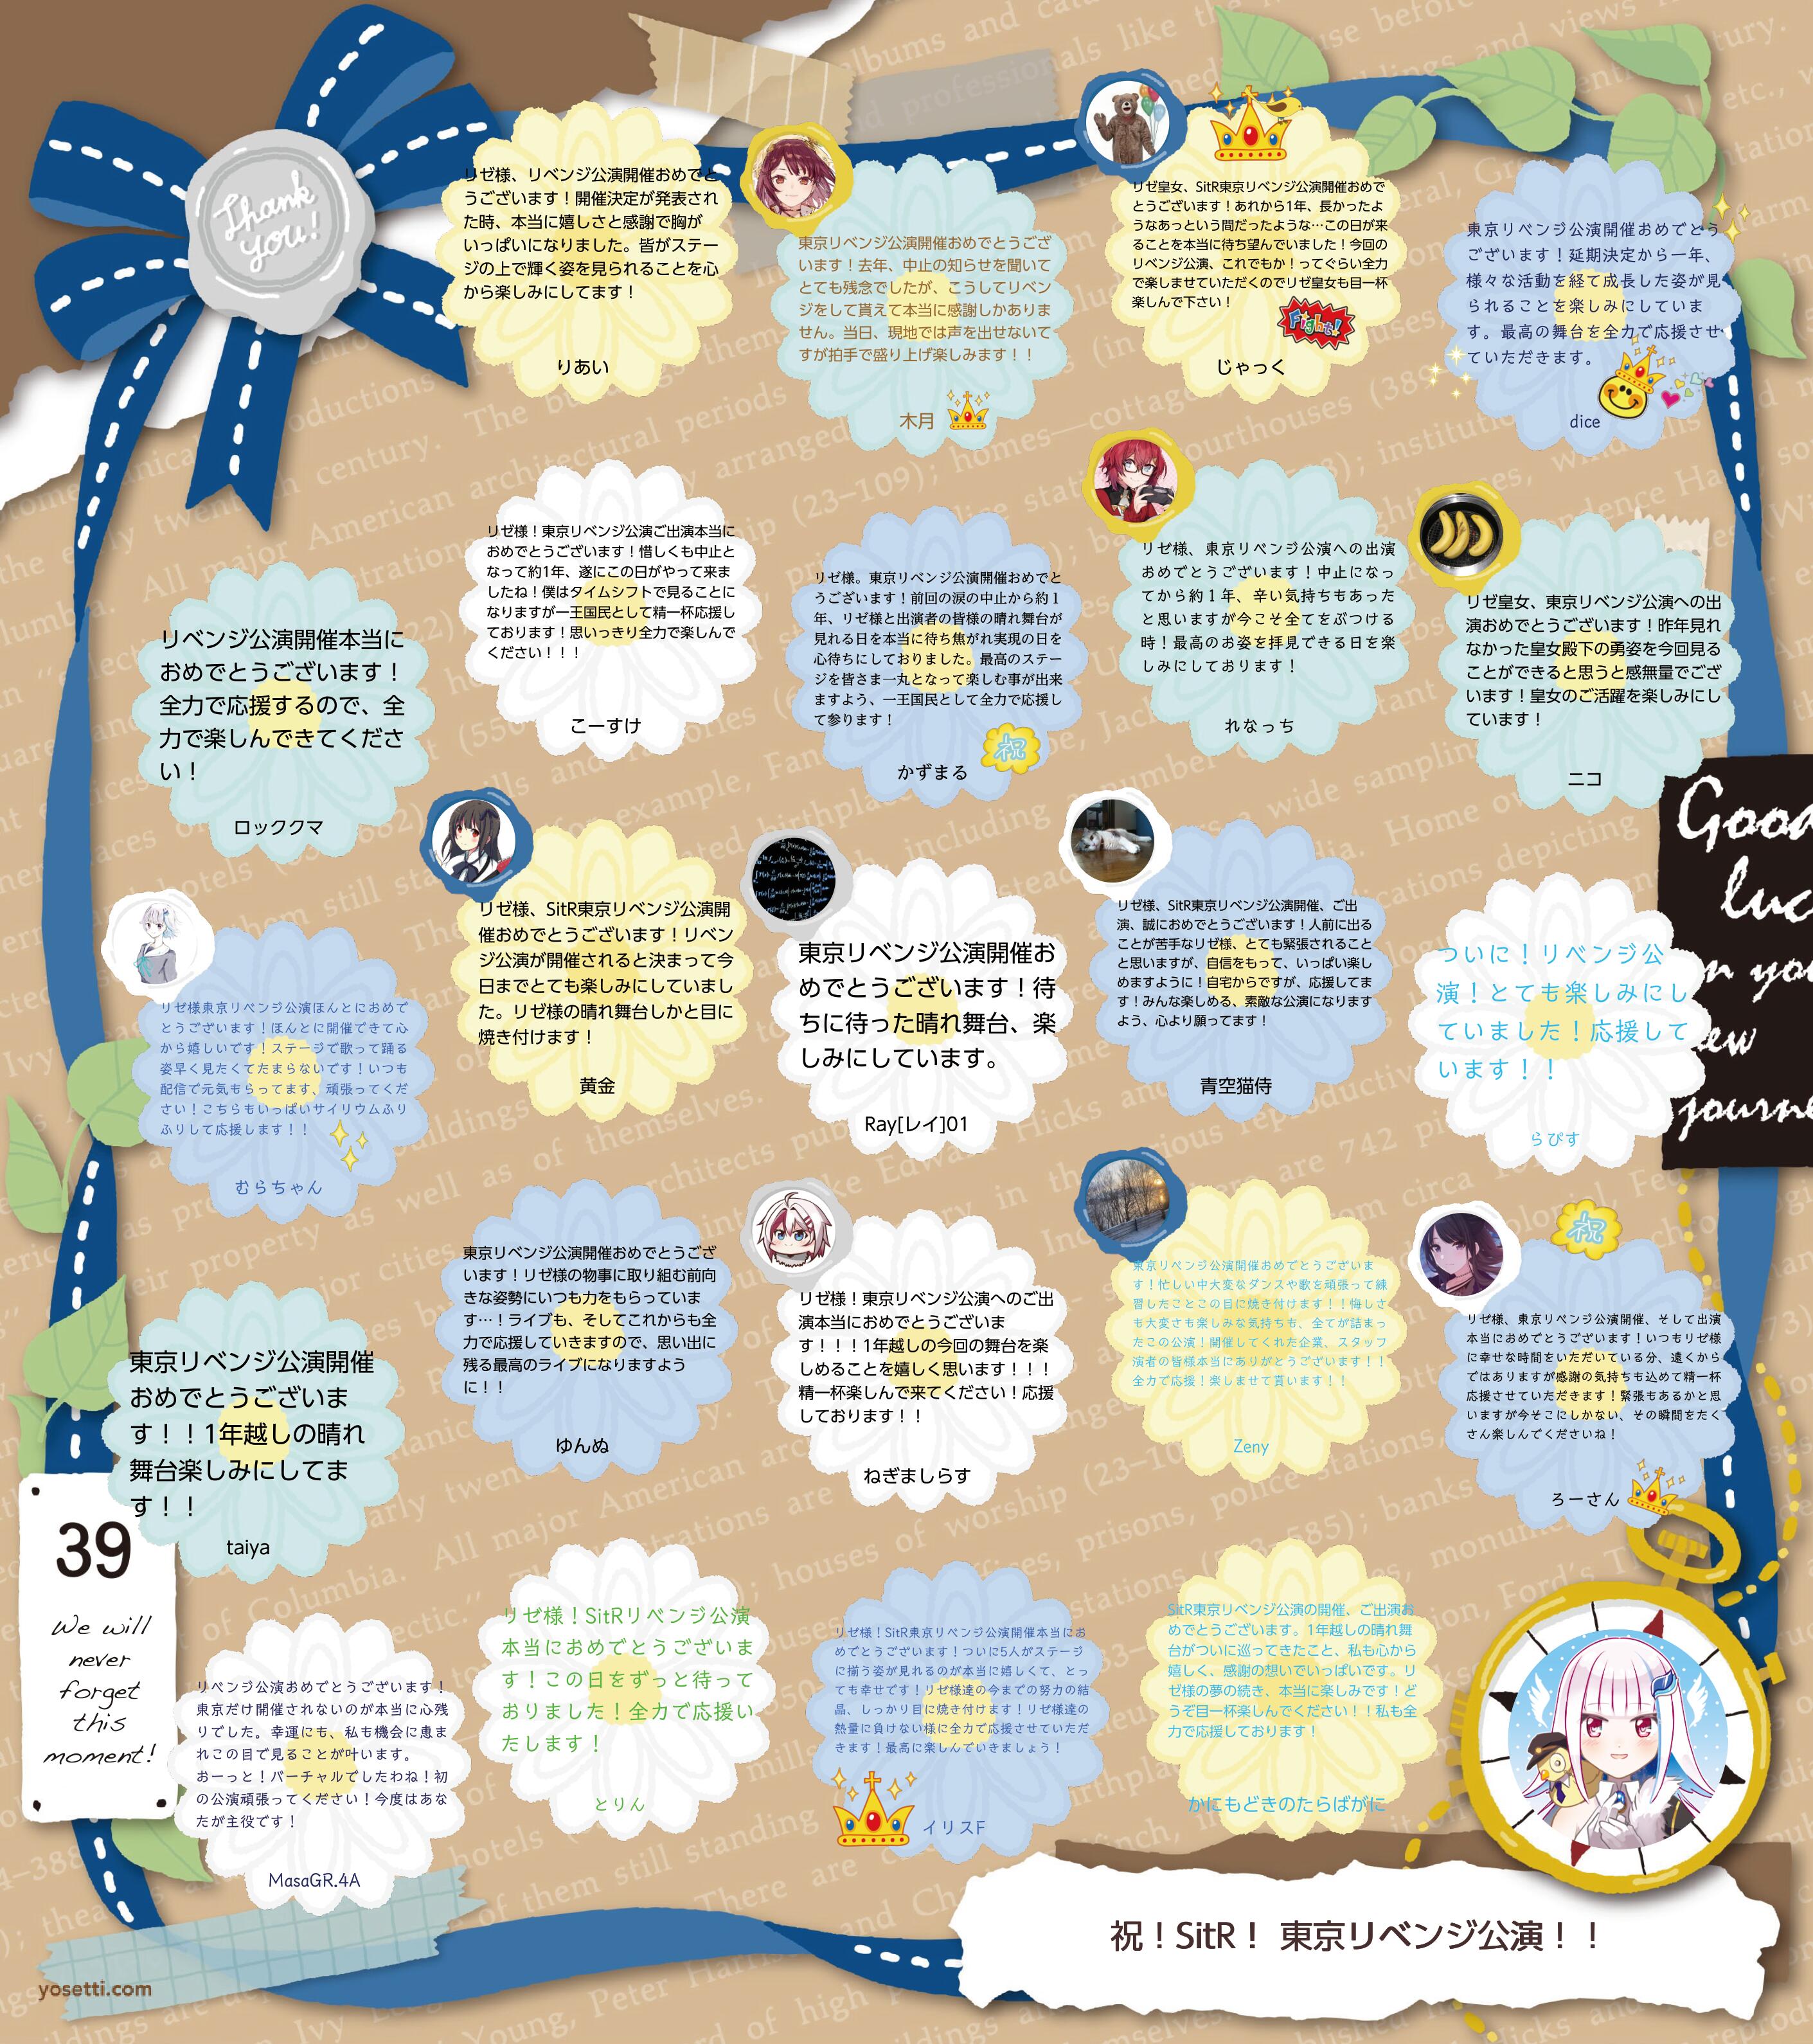 Thank
you!
リゼ様、リベンジ公演開催おめでと
うございます！開催決定が発表され
た時、本当に嬉しさと感謝で胸が
いっぱいになりました。皆がステー
ジの上で輝く姿を見られることを心
から楽しみにしてます！
りあい
東京リベンジ公演開催おめでとうござ
います！去年、中止の知らせを聞いて
とても残念でしたが、こうしてリベン
ジをして貰えて本当に感謝しかありま
せん。当日、現地では声を出せないて
すが拍手で盛り上げ楽しみます！！
木月
リゼ皇女、SitR東京リベンジ公演開催おめで
とうございます！あれから1年、長かったよ
うなあっという間だったような…この日が来
ることを本当に待ち望んでいました！今回の
リベンジ公演、これでもか！ってぐらい全力
で楽しませていただくのでリゼ皇女も目一杯
楽しんで下さい！
Fight!
じゃっく
東京リベンジ公演開催おめでとう
ございます！延期決定から一年、
様々な活動を経て成長した姿が見
られることを楽しみにしていま
す。最高の舞台を全力で応援させ
ていただきます。
dice
リベンジ公演開催本当に
おめでとうございます！
全力で応援するので、全
力で楽しんできてくださ
い！
ロッククマ
リゼ様！東京リベンジ公演ご出演本当に
おめでとうございます！惜しくも中止と
なって約1年、遂にこの日がやって来ま
したね！僕はタイムシフトで見ることに
なりますが一王国民として精一杯応援し
ております！思いっきり全力で楽しんで
ください！！！
こーすけ
リゼ様。東京リベンジ公演開催おめでと
うございます！前回の涙の中止から約１
年、リゼ様と出演者の皆様の晴れ舞台が
見れる日を本当に待ち焦がれ実現の日を
心待ちにしておりました。最高のステー
ジを皆さま一丸となって楽しむ事が出来
ますよう、一王国民として全力で応援し
て参ります！
祝
かずまる
リゼ様、東京リベンジ公演への出演
おめでとうございます！中止になっ
てから約１年、辛い気持ちもあった
と思いますが今こそ全てをぶつける
時！最高のお姿を拝見できる日を楽
しみにしております！
れなっち
リゼ皇女、東京リベンジ公演への出
演おめでとうございます！昨年見れ
なかった皇女殿下の勇姿を今回見る
ことができると思うと感無量でござ
います！皇女のご活躍を楽しみにし
ています！
ニコ
Good
luc
n you
ew
journe
リゼ様東京リベンジ公演ほんとにおめで
とうございます！ほんとに開催できて心
から嬉しいです！ステージで歌って踊る
姿早く見たくてたまらないです！いつも
配信で元気もらってます、頑張ってくだ
さい！こちらもいっぱいサイリウムふり
ふりして応援します！！
むらちゃん
リゼ様、SitR東京リベンジ公演開
催おめでとうございます！リベン
ジ公演が開催されると決まって今
日までとても楽しみにしていまし
た。リゼ様の晴れ舞台しかと目に
焼き付けます！
黄金
東京リベンジ公演開催お
めでとうございます！待
ちに待った晴れ舞台、楽
しみにしています。
Ray[レイ]01
リゼ様、SitR東京リベンジ公演開催、ご出
演、誠におめでとうございます！人前に出る
ことが苦手なリゼ様、とても緊張されること
と思いますが、自信をもって、いっぱい楽し
めますように！自宅からですが、応援してま
す！みんな楽しめる、素敵な公演になります
よう、心より願ってます！
青空猫侍
ついに！リベンジ公
演！とても楽しみにし
ていました！応援して
います！！
らぴす
東京リベンジ公演開催
おめでとうございま
す！！1年越しの晴れ
舞台楽しみにしてま
す！！
taiya
東京リベンジ公演開催おめでとうござ
います！リゼ様の物事に取り組む前向
きな姿勢にいつも力をもらっていま
す…！ライブも、そしてこれからも全
力で応援していきますので、思い出に
残る最高のライブになりますよう
に！！
ゆんぬ
リゼ様！東京リベンジ公演へのご出
演本当におめでとうございま
す！！！1年越しの今回の舞台を楽
しめることを嬉しく思います！！！
精一杯楽しんで来てください！応援
しております！！
ねぎましらす
東京リベンジ公演開催おめでとうございま
す！忙しい中大変なダンスや歌を頑張って練
習したことこの目に焼き付けます！！悔しさ
も大変さも楽しみな気持ちも、全てが詰まっ
たこの公演！開催してくれた企業、スタッフ
演者の皆様本当にありがとうございます！！
全力で応援！楽しませて貰います！！
Zeny
祝
リゼ様、東京リベンジ公演開催、そして出演
本当におめでとうございます！いつもリゼ様
に幸せな時間をいただいている分、遠くから
ではありますが感謝の気持ちも込めて精一杯
応援させていただきます！緊張もあるかと思
いますが今そこにしかない、その瞬間をたく
さん楽しんでくださいね！
ろーさん
39
We will
never
forget
this
moment!
リベンジ公演おめでとうございます！
東京だけ開催されないのが本当に心残
りでした。幸運にも、私も機会に恵ま
れこの目で見ることが叶います。
おーっと！バーチャルでしたわね！初
の公演頑張ってください！今度はあな
たが主役です！
MasaGR.4A
リゼ様！SitRリベンジ公演
本当におめでとうございま
す！この日をずっと待って
おりました！全力で応援い
たします！
とりん
リゼ様！SitR東京リベンジ公演開催本当にお
めでとうございます！ついに5人がステージ
に揃う姿が見れるのが本当に嬉しくて、とっ
ても幸せです！リゼ様達の今までの努力の結
晶、しっかり目に焼き付けます！リゼ様達の
熱量に負けない様に全力で応援させていただ
きます！最高に楽しんでいきましょう！
イリスF
SitR東京リベンジ公演の開催、ご出演お
めでとうございます。1年越しの晴れ舞
台がついに巡ってきたこと、私も心から
嬉しく、感謝の想いでいっぱいです。リ
ゼ様の夢の続き、本当に楽しみです！ど
うぞ目一杯楽しんでください！！私も全
力で応援しております！
かにもどきのたらばがに
祝！SitR！ 東京リベンジ公演！！
yosetti.com